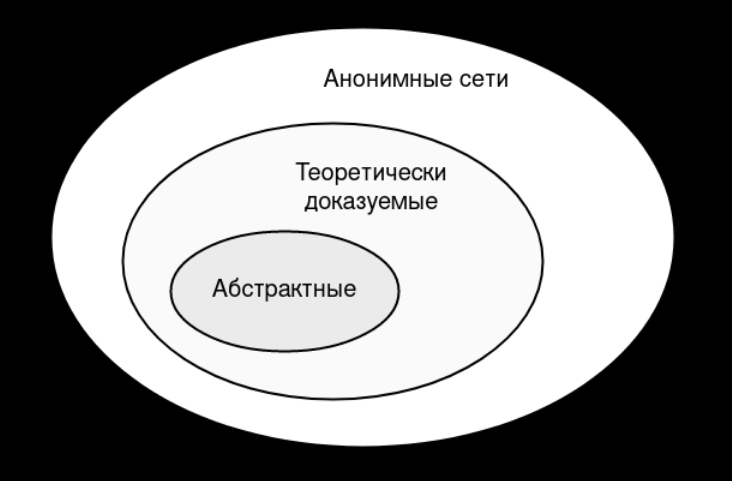 Анонимные сети
Теоретически
доказуемые
Абстрактные